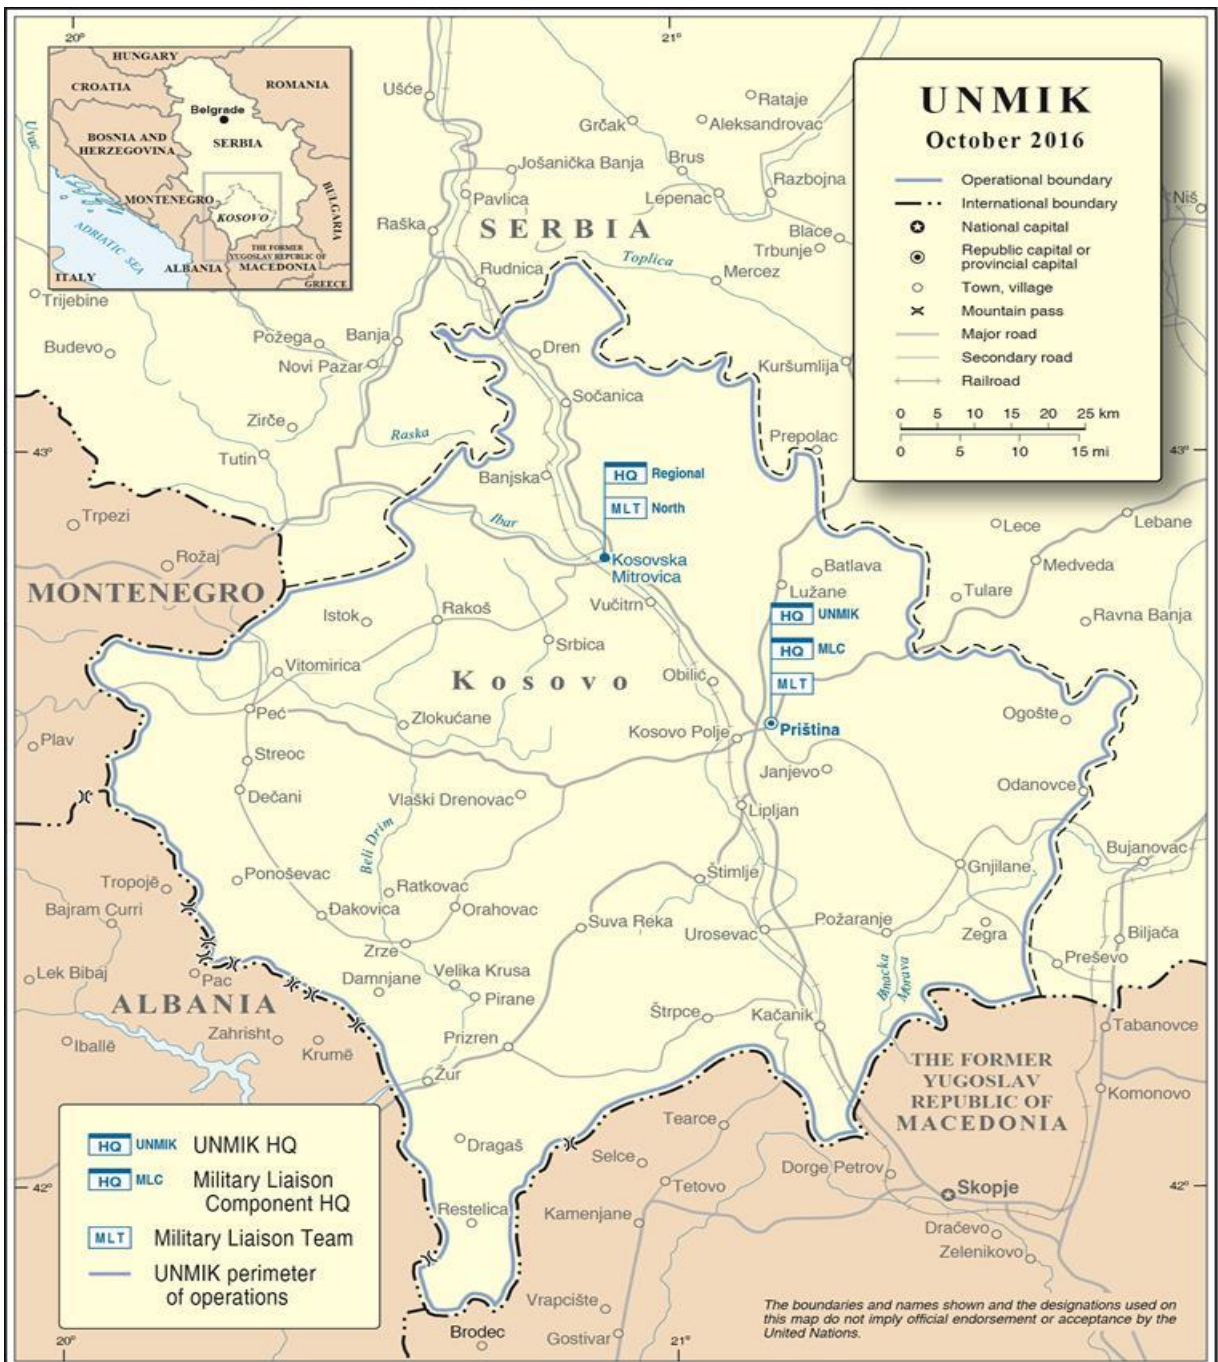 20°
21°
HUNGARY
CROATIA
ROMANIA
Belgrade
BOSNIA AND
HERZEGOVINA
SERBIA
MONTENEGRO
KOSOVO
BULGARIA
ADRIATIC SEA
THE FORMER
YUGOSLAV REPUBLIC OF
ALBANIA
MACEDONIA
ITALY
GREECE
Uvac
UNMIK
October 2016
Operational boundary
International boundary
National capital
Republic capital or
provincial capital
Town, village
Mountain pass
Major road
Secondary road
Railroad
0 5 10 15 20 25 km
0 5 10 15 mi
Ušće
Rataje
Grčak
Aleksandrovac
Jošanička Banja
Brus
Pavlica
Lepenac
Razbojna
Niš
Raška
SERBIA
Blace
Trbunje
Toplica
Rudnica
Mercez
Trijebine
Požega
Banja
Budevo
Novi Pazar
Dren
Kuršumlija
Sočanica
Zirče
Raska
Prepolac
43°
Tutin
43°
Banjska
HQ Regional
MLT North
Ibar
Trpezi
Lece
Lebane
Rožaj
Kosovska
Mitrovica
Batlava
Medveda
MONTENEGRO
Lužane
Tulare
Istok
Rakoš
Vučitrn
HQ UNMIK
Ravna Banja
Srbica
HQ MLC
Vitomirica
Kosovo
Obilić
MLT
Peć
Zlokućane
Ogošte
Plav
Kosovo Polje
Priština
Streoc
Janjevo
Dečani
Vlaški Drenovac
Odanovce
Lipljan
Beli Drim
Bujanovac
Gnjilane
Tropojë
Ponoševac
Štimlje
Ratkovac
Bajram Curri
Đakovica
Orahovac
Suva Reka
Požaranje
Urosevac
Zegra
Biljača
Zrze
Preševo
Lek Bibaj
Pac
Damnjane
Velika Krusa
Binacka
Morava
Pirane
ALBANIA
Štrpce
Kačanik
Tabanovce
Zahrisht
Prizren
Iballë
Krumë
THE FORMER
YUGOSLAV
REPUBLIC OF
MACEDONIA
Žur
Komonovo
Tearce
HQ UNMIK UNMIK HQ
HQ MLC Military Liaison
Component HQ
MLT Military Liaison Team
UNMIK perimeter
of operations
Dragaš
Selce
Dorge Petrov
42°
Tetovo
Skopje
42°
Restelica
Kamenjane
Dračevo
Zelenikovo
Vrapcište
Brodec
Gostivar
The boundaries and names shown and the designations used on
this map do not imply official endorsement or acceptance by the
United Nations.
20°
21°